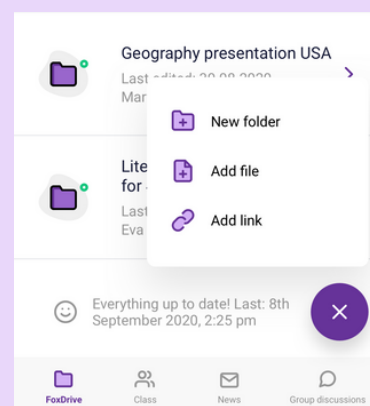 Geography presentation USA
Last edited: 20.08.2020
Mar
New folder
Lite
Add file
for
Last
Add link
Eva
Everything up to date! Last: 8th
September 2020, 2:25 pm
FoxDrive
Class
News
Group discussions